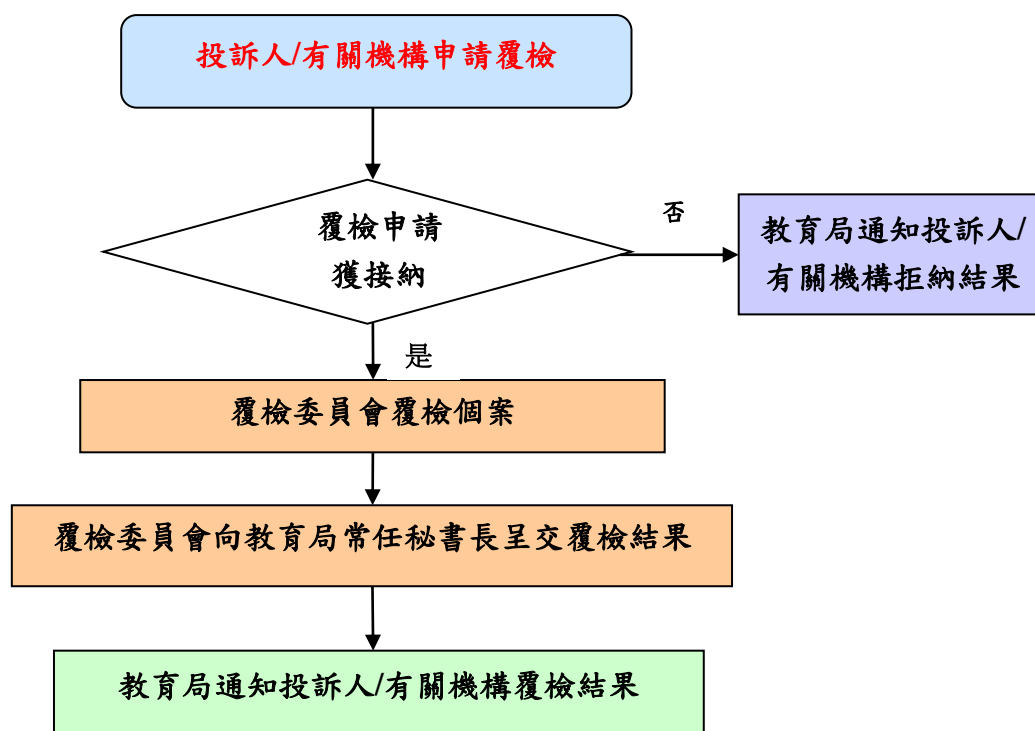 投訴人/有關機構申請覆檢
覆檢申請
獲接納
否
教育局通知投訴人/
有關機構拒納結果
是
覆檢委員會覆檢個案
覆檢委員會向教育局常任秘書長呈交覆檢結果
教育局通知投訴人/有關機構覆檢結果